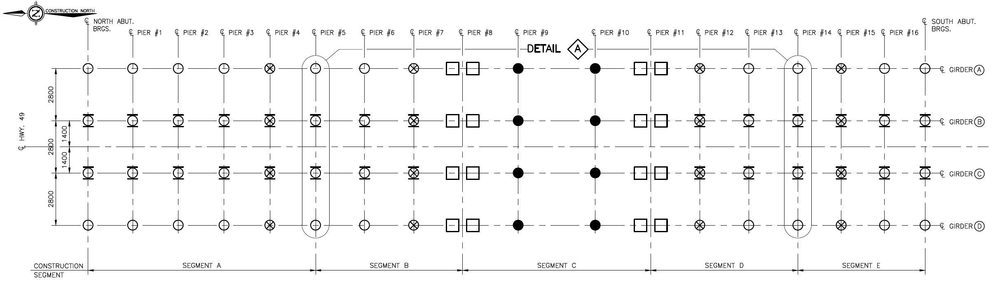 N
CONSTRUCTION NORTH
℄ NORTH ABUT.
BRGS.
℄ PIER #1
℄ PIER #2
℄ PIER #3
℄ PIER #4
℄ PIER #5
℄ PIER #6
℄ PIER #7
℄ PIER #8
℄ PIER #9
℄ PIER #10
℄ PIER #11
℄ PIER #12
℄ PIER #13
℄ PIER #14
℄ PIER #15
℄ PIER #16
℄ SOUTH ABUT.
BRGS.
DETAIL A
℄ GIRDER A
2800
℄ GIRDER B
℄ HWY. 49
1400
2800
1400
℄ GIRDER C
2800
℄ GIRDER D
CONSTRUCTION
SEGMENT
SEGMENT A
SEGMENT B
SEGMENT C
SEGMENT D
SEGMENT E